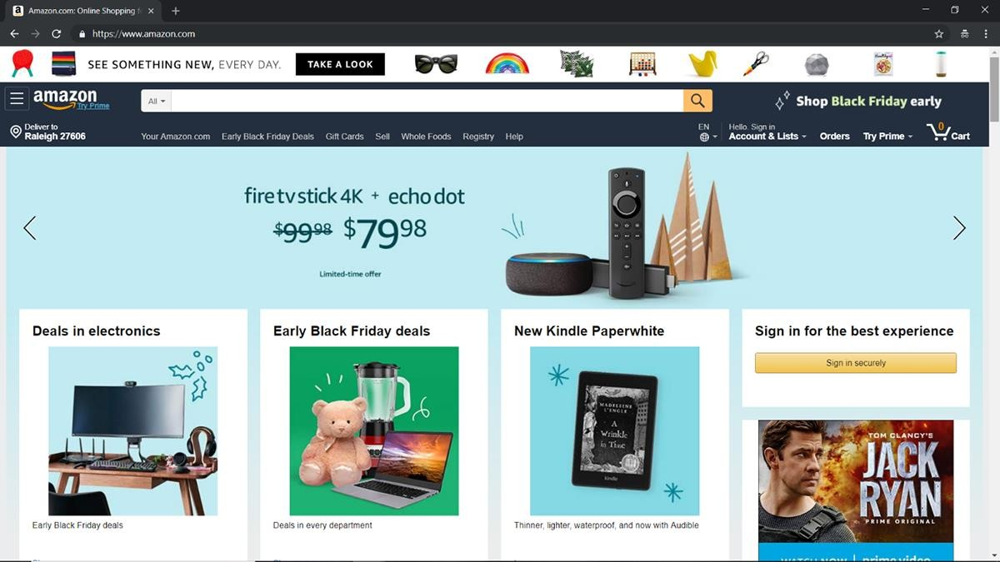 Amazon.com: Online Shopping f
https://www.amazon.com
SEE SOMETHING NEW, EVERY DAY.
TAKE A LOOK
amazon
Try Prime
All
Shop Black Friday early
Deliver to
Raleigh 27606
Your Amazon.com Early Black Friday Deals Gift Cards Sell Whole Foods Registry Help
EN
Hello. Sign in
Account & Lists
Orders
Try Prime
0
Cart
fire tv stick 4K + echo dot
$99.98 $79.98
Limited-time offer
Deals in electronics
Early Black Friday deals
Early Black Friday deals
Deals in every department
New Kindle Paperwhite
MADELEINE
L'ENGLE
A
Wrinkle
in Time
kindle
Thinner, lighter, waterproof, and now with Audible
Sign in for the best experience
Sign in securely
TOM CLANCY'S
JACK
RYAN
PRIME ORIGINAL
WATCH NOW | prime video